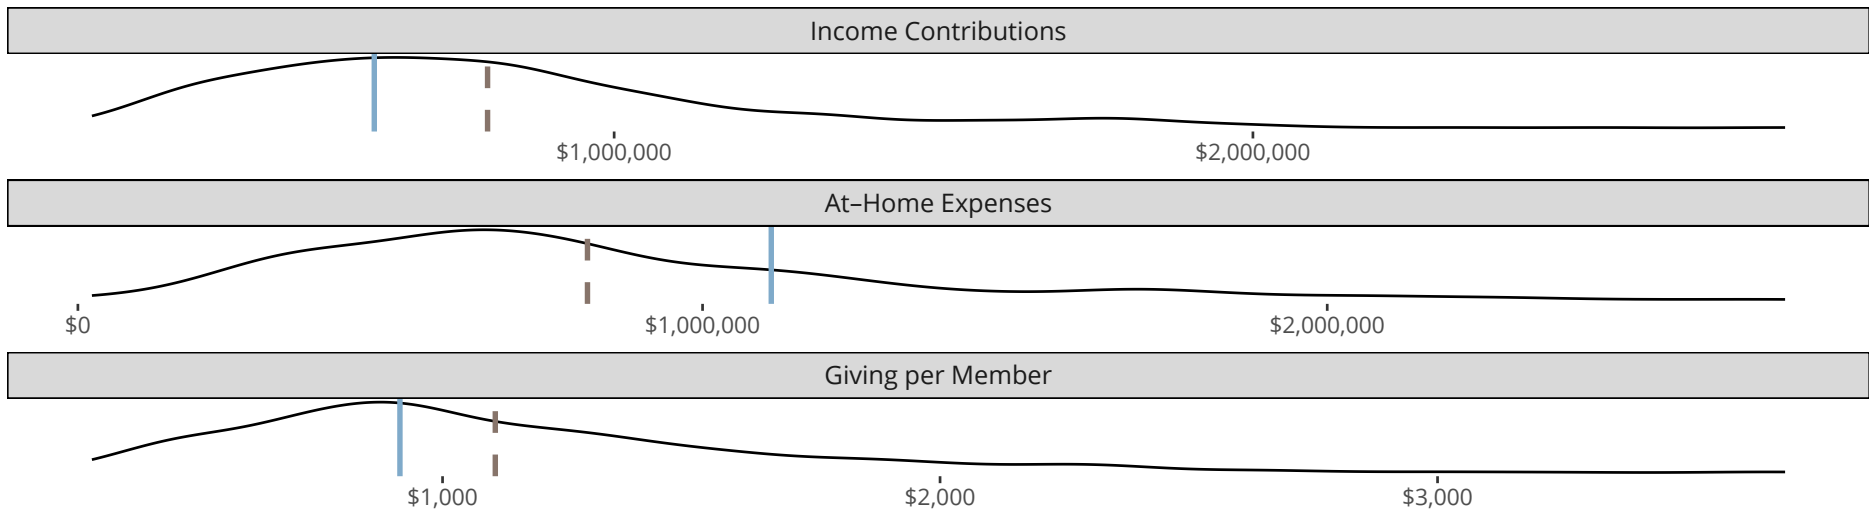 Income Contributions
$1,000,000 $2,000,000
At–Home Expenses
$0 $1,000,000 $2,000,000
Giving per Member
$1,000 $2,000 $3,000